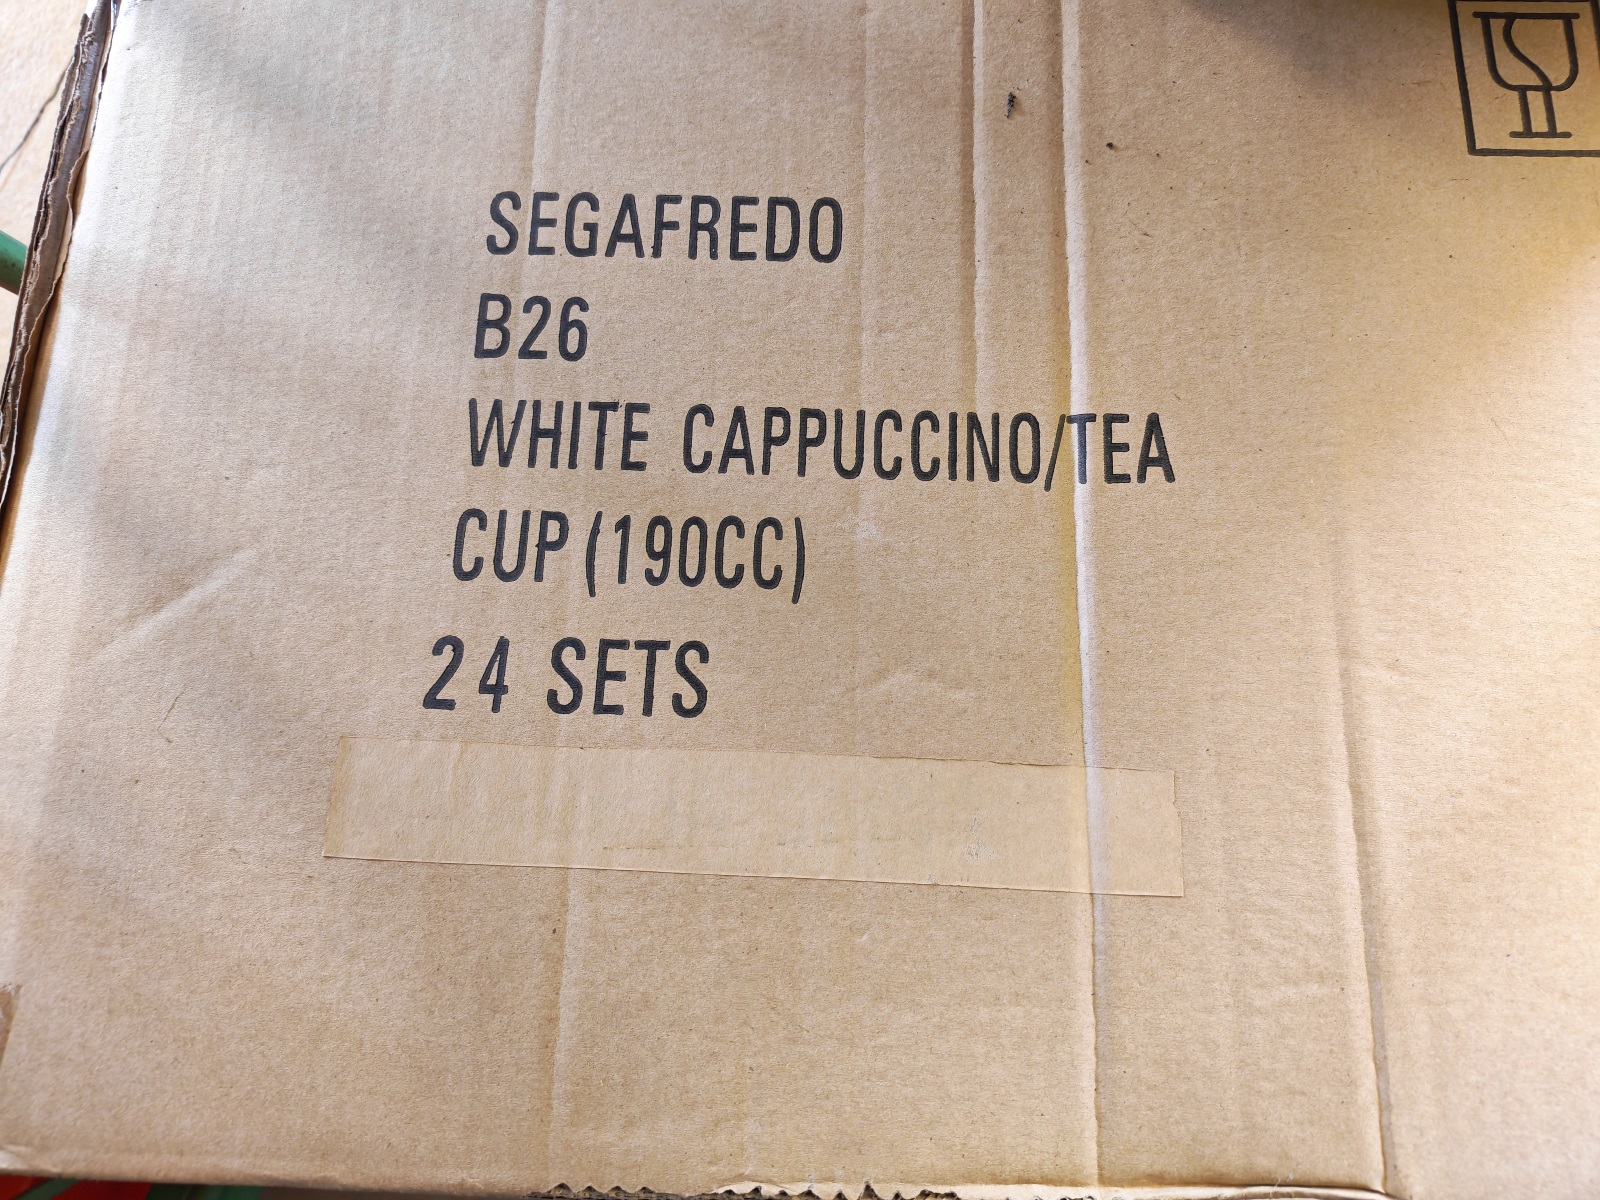 SEGAFREDO
B26
WHITE CAPPUCCINO/TEA
CUP (190CC)
24 SETS